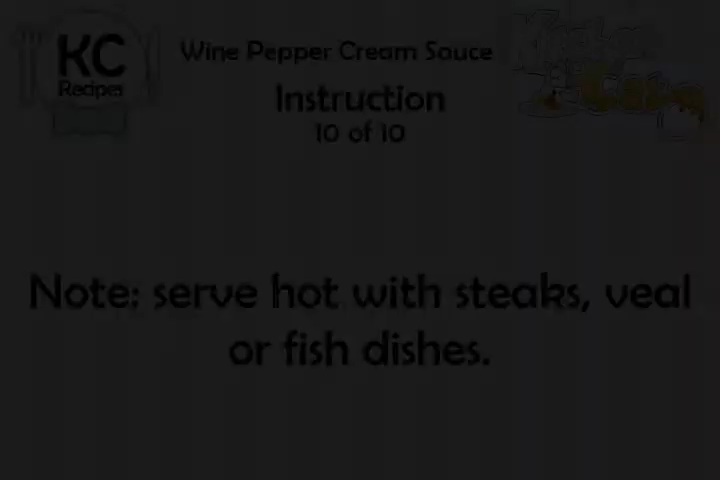 KC
Recipes
Wine Pepper Cream Sauce
Instruction
10 of 10
Note: serve hot with steaks, veal
or fish dishes.